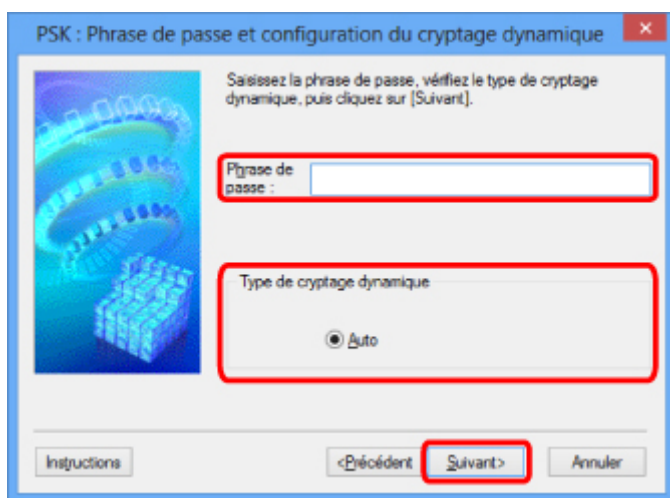 PSK : Phrase de passe et configuration du cryptage dynamique
Saisissez la phrase de passe, vérifiez le type de cryptage
dynamique, puis cliquez sur [Suivant].
Phrase de
passe :
Type de cryptage dynamique
Auto
Instructions
<Précédent
Suivant>
Annuler